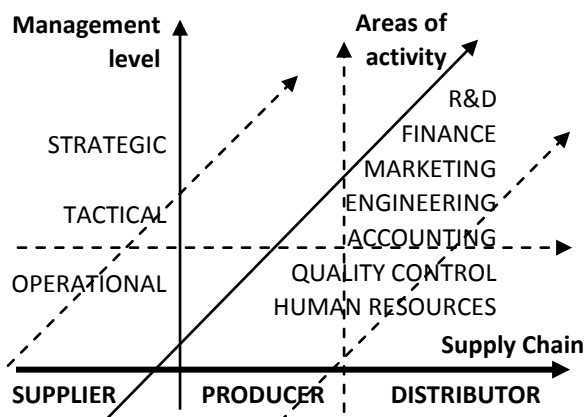 Management
level
Areas of
activity
R&D
FINANCE
STRATEGIC
MARKETING
ENGINEERING
TACTICAL
ACCOUNTING
OPERATIONAL
QUALITY CONTROL
HUMAN RESOURCES
Supply Chain
SUPPLIER
PRODUCER
DISTRIBUTOR